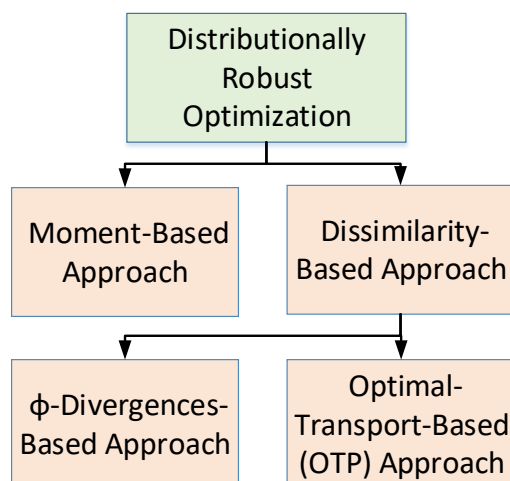 Distributionally
Robust
Optimization
Moment-Based
Approach
Dissimilarity-
Based Approach
ϕ-Divergences-
Based Approach
Optimal-
Transport-Based
(OTP) Approach